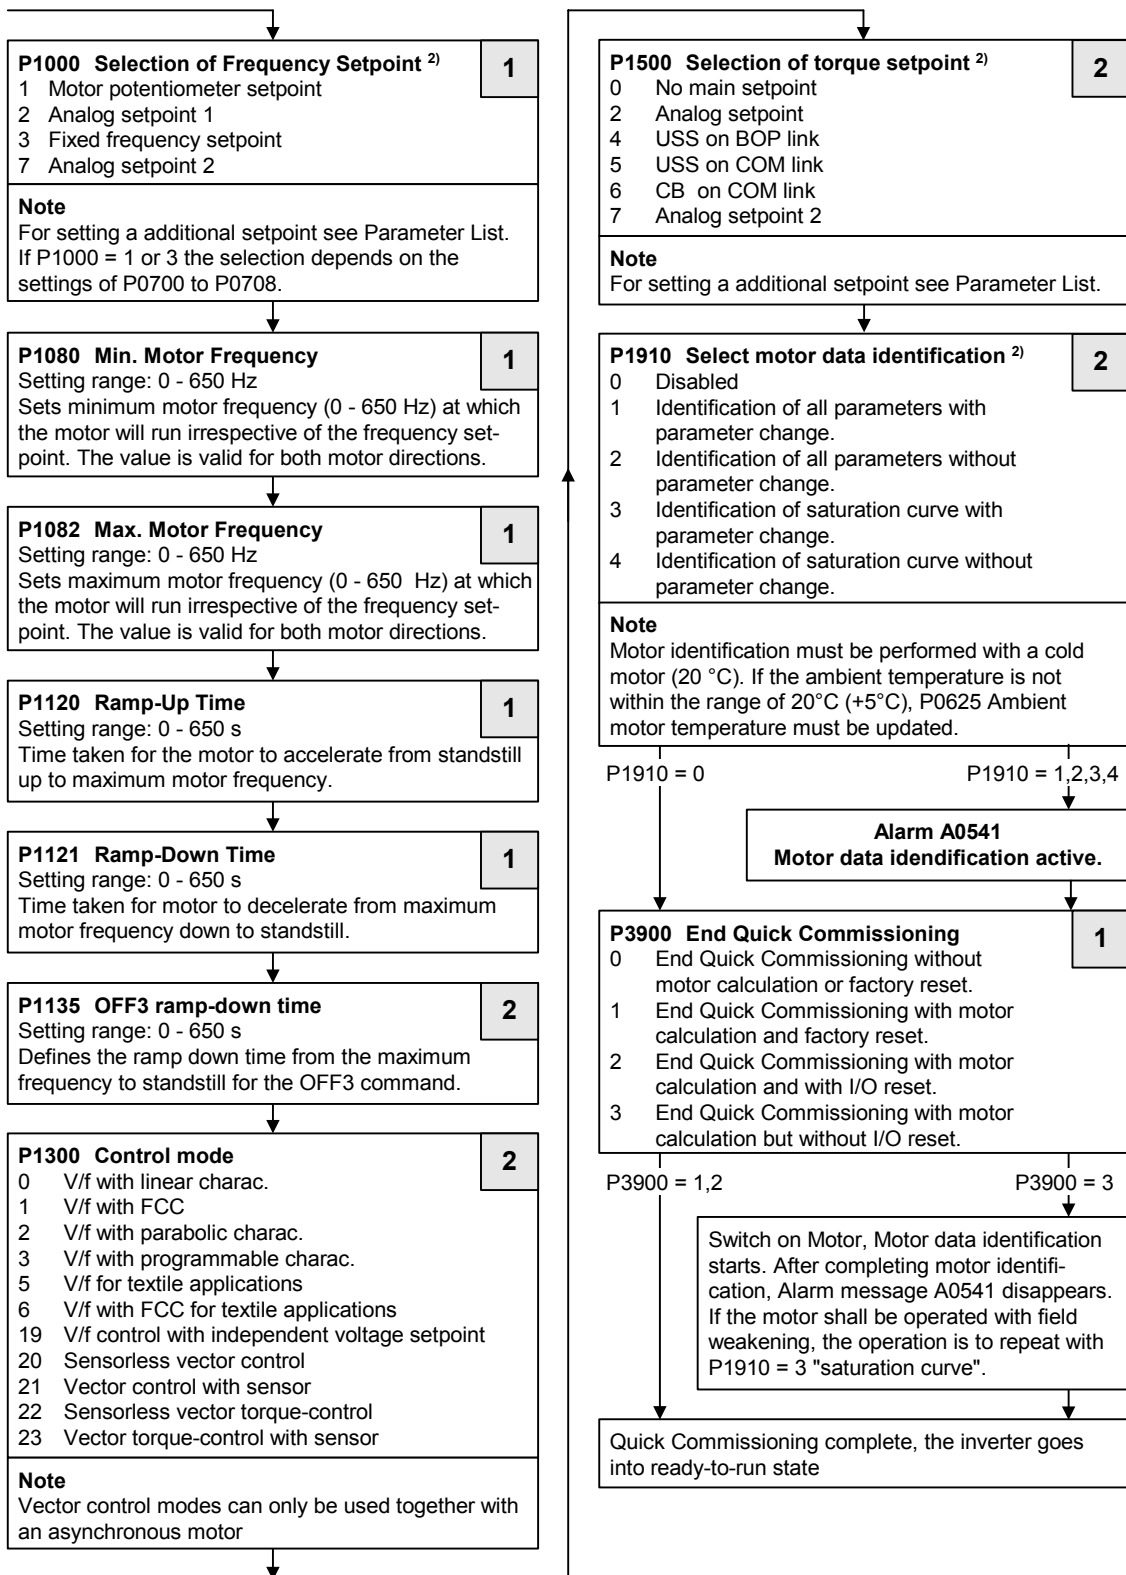 P1000 Selection of Frequency Setpoint 2)
1
1 Motor potentiometer setpoint
2 Analog setpoint 1
3 Fixed frequency setpoint
7 Analog setpoint 2
Note
For setting a additional setpoint see Parameter List.
If P1000 = 1 or 3 the selection depends on the
settings of P0700 to P0708.
P1080 Min. Motor Frequency
1
Setting range: 0 - 650 Hz
Sets minimum motor frequency (0 - 650 Hz) at which
the motor will run irrespective of the frequency set-
point. The value is valid for both motor directions.
P1082 Max. Motor Frequency
1
Setting range: 0 - 650 Hz
Sets maximum motor frequency (0 - 650 Hz) at which
the motor will run irrespective of the frequency set-
point. The value is valid for both motor directions.
P1120 Ramp-Up Time
1
Setting range: 0 - 650 s
Time taken for the motor to accelerate from standstill
up to maximum motor frequency.
P1121 Ramp-Down Time
1
Setting range: 0 - 650 s
Time taken for motor to decelerate from maximum
motor frequency down to standstill.
P1135 OFF3 ramp-down time
2
Setting range: 0 - 650 s
Defines the ramp down time from the maximum
frequency to standstill for the OFF3 command.
P1300 Control mode
2
0 V/f with linear charac.
1 V/f with FCC
2 V/f with parabolic charac.
3 V/f with programmable charac.
5 V/f for textile applications
6 V/f with FCC for textile applications
19 V/f control with independent voltage setpoint
20 Sensorless vector control
21 Vector control with sensor
22 Sensorless vector torque-control
23 Vector torque-control with sensor
Note
Vector control modes can only be used together with
an asynchronous motor
P1500 Selection of torque setpoint 2)
2
0 No main setpoint
2 Analog setpoint
4 USS on BOP link
5 USS on COM link
6 CB on COM link
7 Analog setpoint 2
Note
For setting a additional setpoint see Parameter List.
P1910 Select motor data identification 2)
2
0 Disabled
1 Identification of all parameters with
parameter change.
2 Identification of all parameters without
parameter change.
3 Identification of saturation curve with
parameter change.
4 Identification of saturation curve without
parameter change.
Note
Motor identification must be performed with a cold
motor (20 °C). If the ambient temperature is not
within the range of 20°C (+5°C), P0625 Ambient
motor temperature must be updated.
P1910 = 0
P1910 = 1,2,3,4
Alarm A0541
Motor data idendification active.
P3900 End Quick Commissioning
1
0 End Quick Commissioning without
motor calculation or factory reset.
1 End Quick Commissioning with motor
calculation and factory reset.
2 End Quick Commissioning with motor
calculation and with I/O reset.
3 End Quick Commissioning with motor
calculation but without I/O reset.
P3900 = 1,2
P3900 = 3
Switch on Motor, Motor data identification
starts. After completing motor identifi-
cation, Alarm message A0541 disappears.
If the motor shall be operated with field
weakening, the operation is to repeat with
P1910 = 3 "saturation curve".
Quick Commissioning complete, the inverter goes
into ready-to-run state